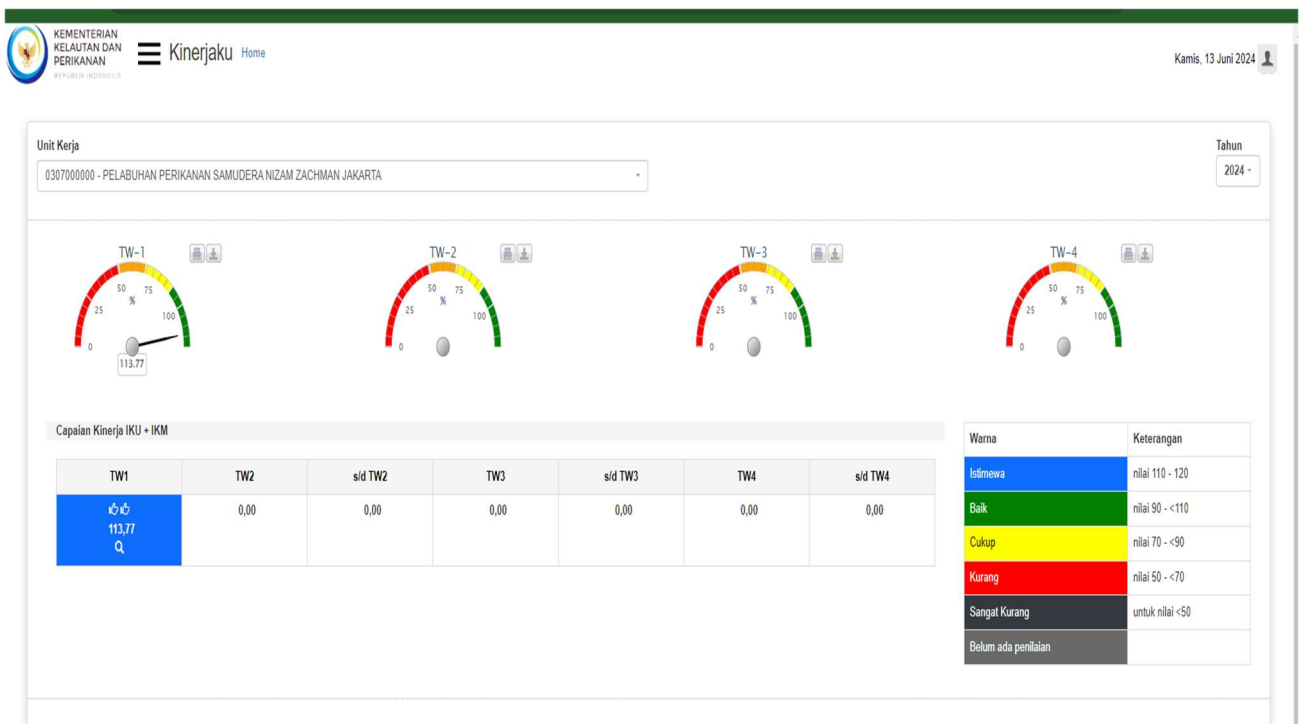 KEMENTERIAN
KELAUTAN DAN
PERIKANAN
REPUBLIK INDONESIA
Kinerjaku Home
Kamis, 13 Juni 2024
Unit Kerja
Tahun
0307000000 - PELABUHAN PERIKANAN SAMUDERA NIZAM ZACHMAN JAKARTA
2024
TW-1
0 25 50 75 100
%
113.77
TW-2
0 25 50 75 100
%
TW-3
0 25 50 75 100
%
TW-4
0 25 50 75 100
%
Capaian Kinerja IKU + IKM
TW1 TW2 s/d TW2 TW3 s/d TW3 TW4 s/d TW4
113,77 0,00 0,00 0,00 0,00 0,00 0,00
Warna Keterangan
Istimewa nilai 110 - 120
Baik nilai 90 - <110
Cukup nilai 70 - <90
Kurang nilai 50 - <70
Sangat Kurang untuk nilai <50
Belum ada penilaian